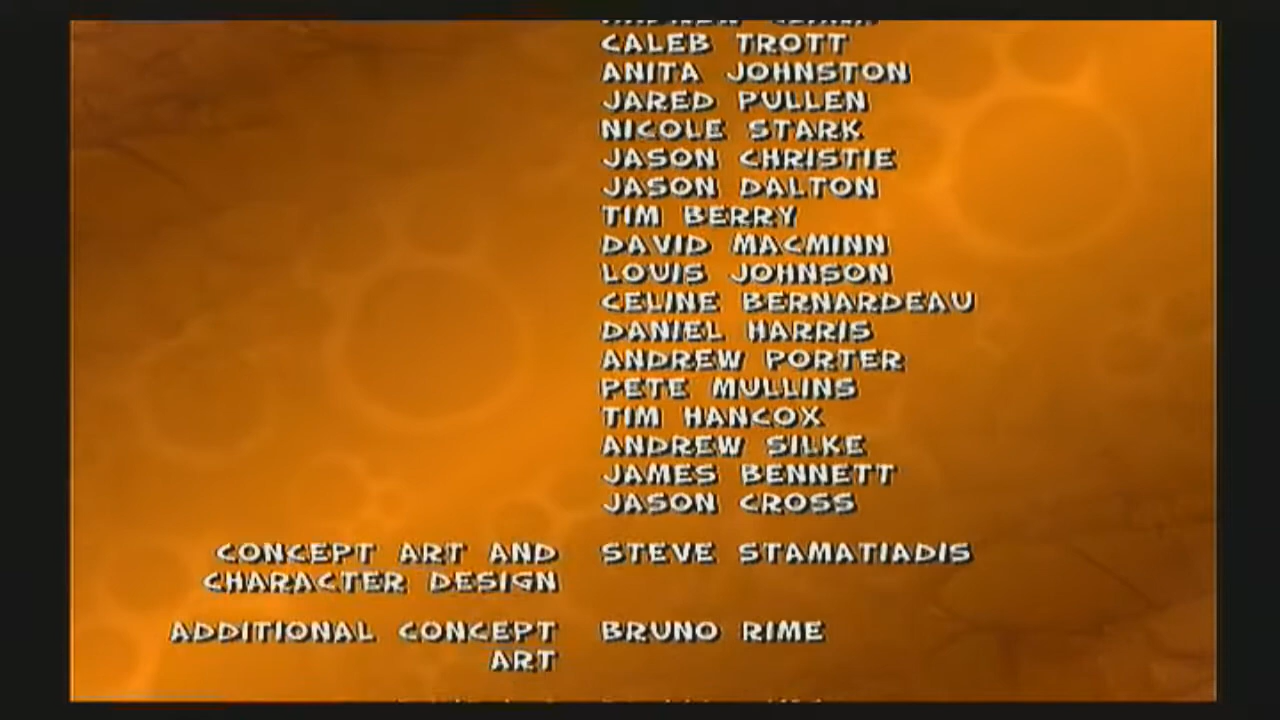 CALEB TROTT
ANITA JOHNSTON
JARED PULLEN
NICOLE STARK
JASON CHRISTIE
JASON DALTON
TIM BERRY
DAVID MACMINN
LOUIS JOHNSON
CELINE BERNARDEAU
DANIEL HARRIS
ANDREW PORTER
PETE MULLINS
TIM HANCOX
ANDREW SILKE
JAMES BENNETT
JASON CROSS
CONCEPT ART AND STEVE STAMATIADIS
CHARACTER DESIGN
ADDITIONAL CONCEPT BRUNO RIME
ART